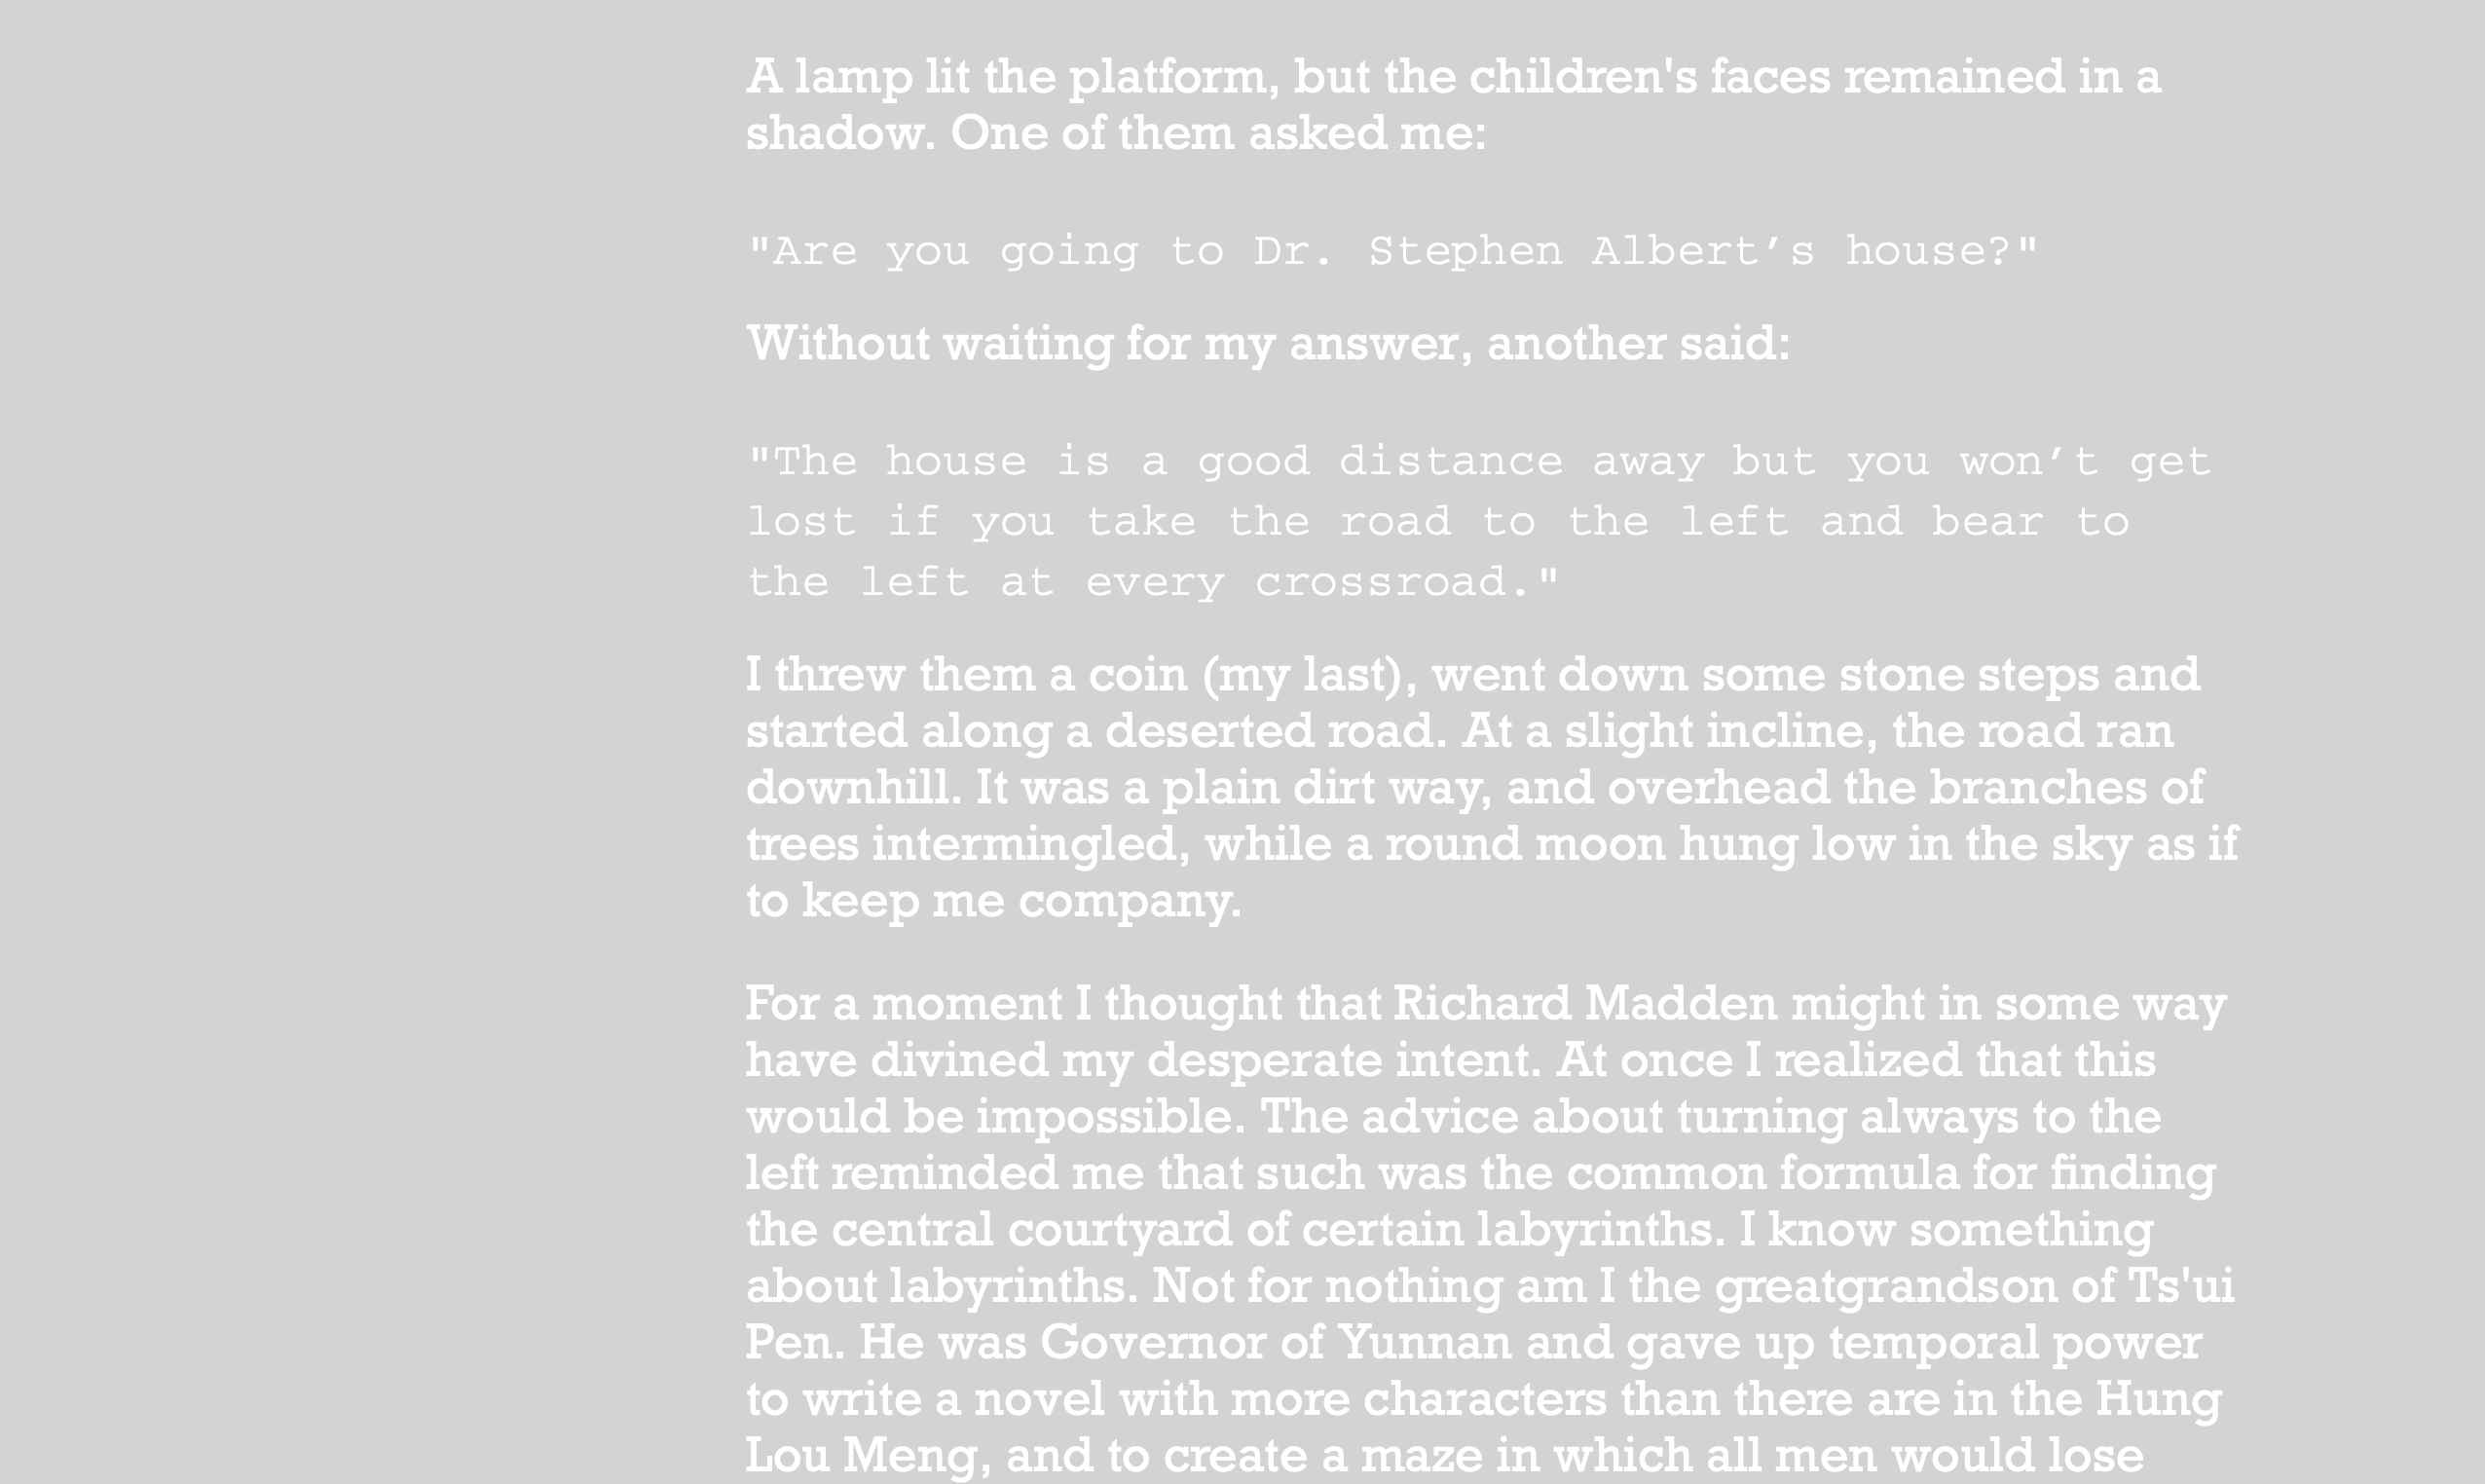 A lamp lit the platform, but the children's faces remained in a
shadow. One of them asked me:
"Are you going to Dr. Stephen Albert’s house?"
Without waiting for my answer, another said:
"The house is a good distance away but you won’t get
lost if you take the road to the left and bear to
the left at every crossroad."
I threw them a coin (my last), went down some stone steps and
started along a deserted road. At a slight incline, the road ran
downhill. It was a plain dirt way, and overhead the branches of
trees intermingled, while a round moon hung low in the sky as if
to keep me company.
For a moment I thought that Richard Madden might in some way
have divined my desperate intent. At once I realized that this
would be impossible. The advice about turning always to the
left reminded me that such was the common formula for finding
the central courtyard of certain labyrinths. I know something
about labyrinths. Not for nothing am I the greatgrandson of Ts'ui
Pen. He was Governor of Yunnan and gave up temporal power
to write a novel with more characters than there are in the Hung
Lou Meng, and to create a maze in which all men would lose